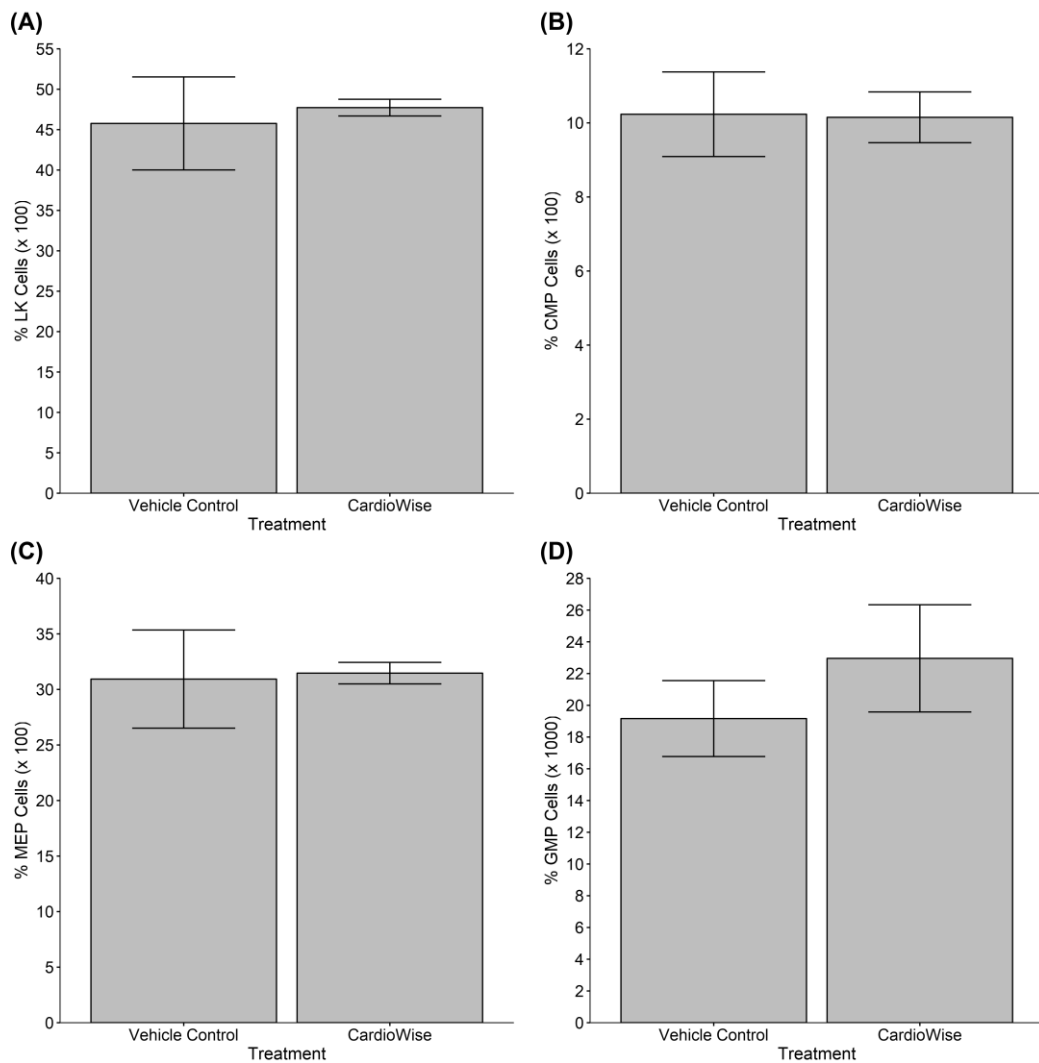 (A)
% LK Cells (x 100)
55
50
45
40
35
30
25
20
15
10
5
0
Vehicle Control
CardioWise
Treatment
(B)
% CMP Cells (x 100)
12
10
8
6
4
2
0
Vehicle Control
CardioWise
Treatment
(C)
% MEP Cells (x 100)
40
35
30
25
20
15
10
5
0
Vehicle Control
CardioWise
Treatment
(D)
% GMP Cells (x 1000)
28
26
24
22
20
18
16
14
12
10
8
6
4
2
0
Vehicle Control
CardioWise
Treatment